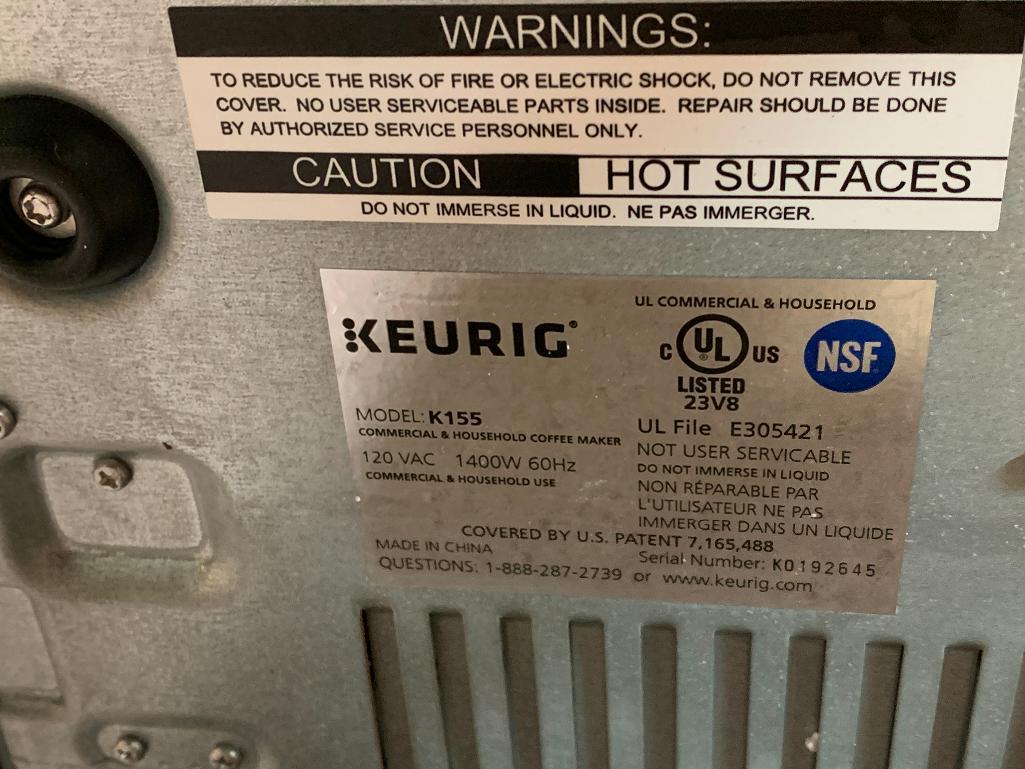 WARNINGS:
TO REDUCE THE RISK OF FIRE OR ELECTRIC SHOCK, DO NOT REMOVE THIS
COVER. NO USER SERVICEABLE PARTS INSIDE. REPAIR SHOULD BE DONE
BY AUTHORIZED SERVICE PERSONNEL ONLY.
CAUTION HOT SURFACES
DO NOT IMMERSE IN LIQUID. NE PAS IMMERGER.
UL COMMERCIAL & HOUSEHOLD
KEURIG®
C UL® US
NSF
LISTED
23V8
MODEL: K155
COMMERCIAL & HOUSEHOLD COFFEE MAKER
120 VAC 1400W 60Hz
COMMERCIAL & HOUSEHOLD USE
UL File E305421
NOT USER SERVICABLE
DO NOT IMMERSE IN LIQUID
NON RÉPARABLE PAR
L'UTILISATEUR NE PAS
IMMERGER DANS UN LIQUIDE
COVERED BY U.S. PATENT 7,165,488
MADE IN CHINA
Serial Number: K0192645
QUESTIONS: 1-888-287-2739 or www.keurig.com